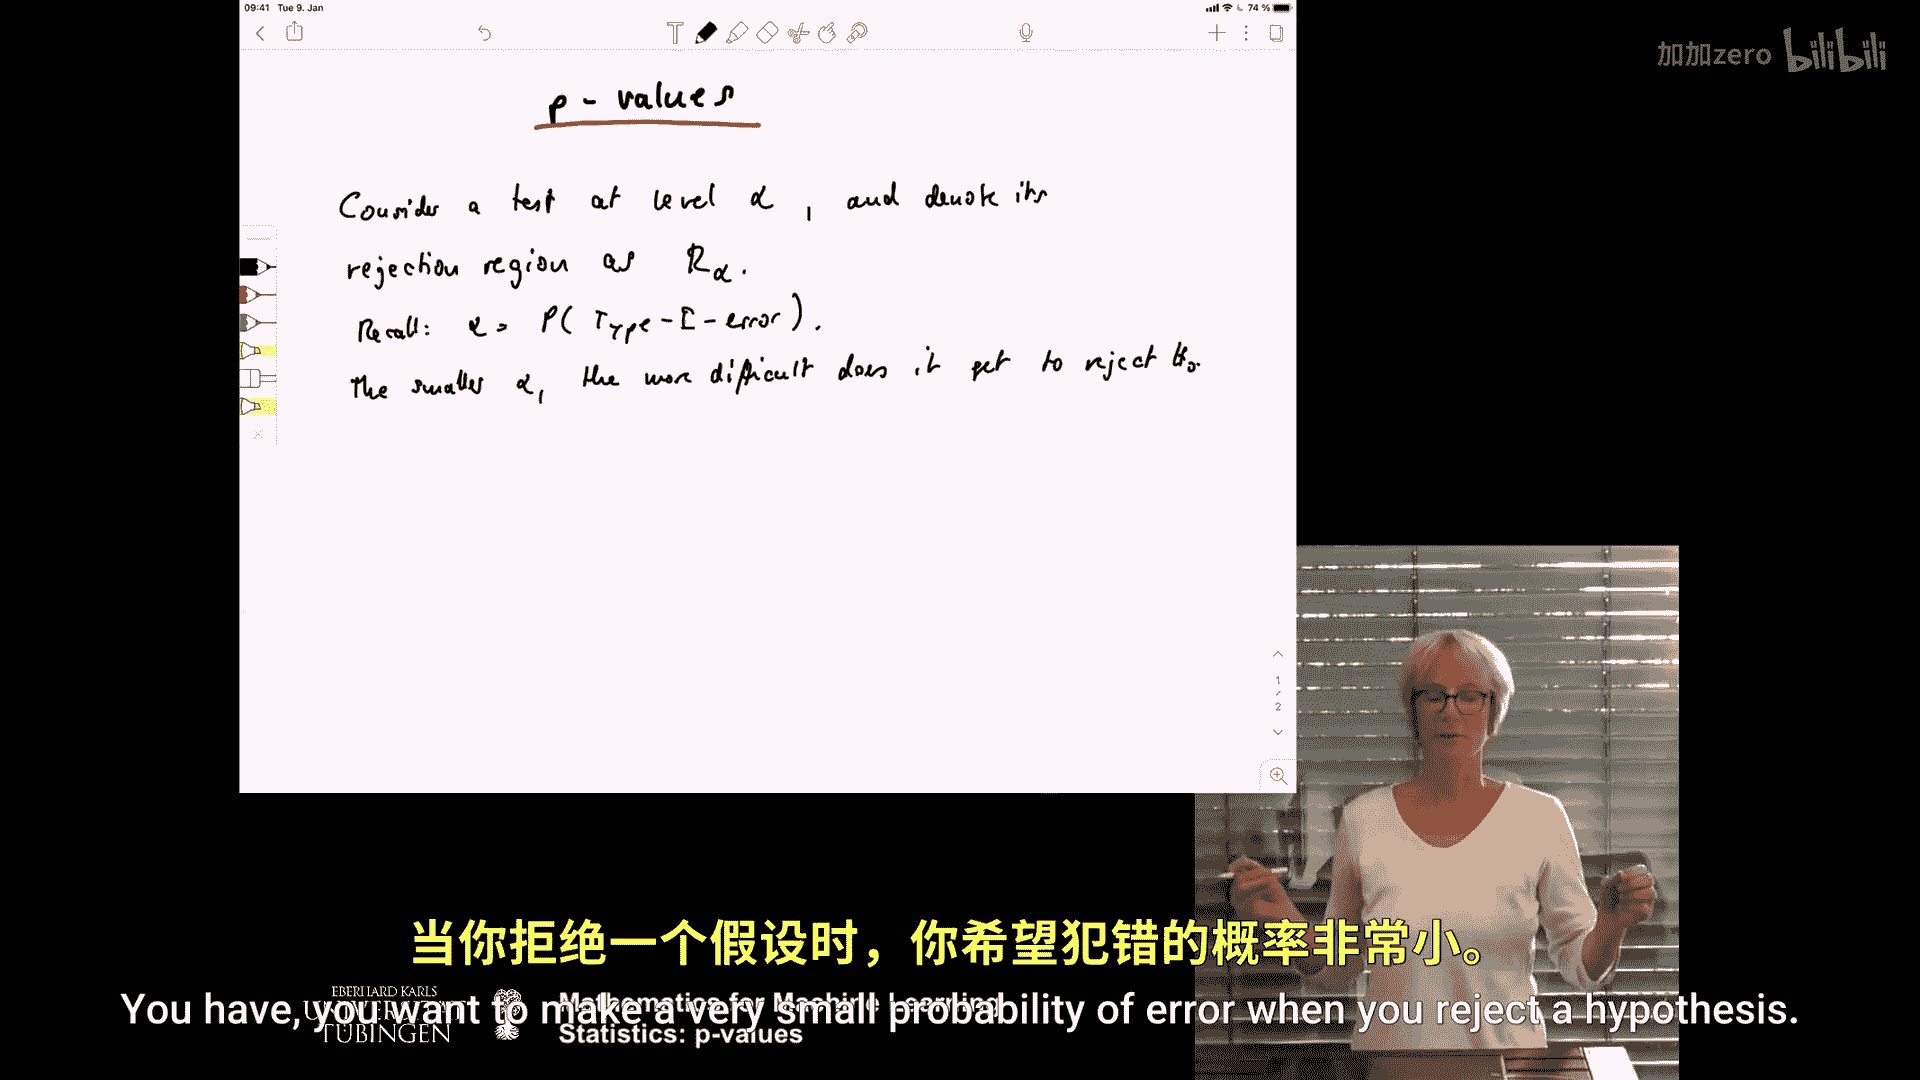 09:41 Tue 9. Jan
74 %
加加zero bilibili
p - values
Consider a test at level α, and denote its
rejection region as Rα.
Recall: α = P( Type-I-error ).
The smaller α, the more difficult does it get to reject H₀.
1
/
2
当你拒绝一个假设时，你希望犯错的概率非常小。
You have, you want to make a very small probability of error when you reject a hypothesis.
EBERHARD KARLS
UNIVERSITÄT
TÜBINGEN
Mathematics for Machine Learning
Statistics: p-values